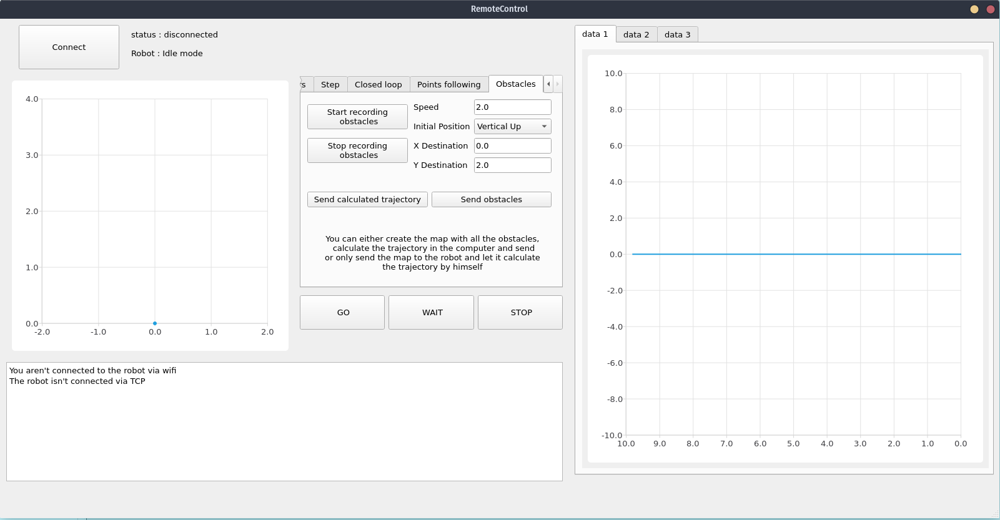 RemoteControl
Connect
status : disconnected
Robot : Idle mode
4.0
3.0
2.0
1.0
0.0
-2.0 -1.0 0.0 1.0 2.0
Step Closed loop Points following Obstacles
Start recording
obstacles
Stop recording
obstacles
Speed 2.0
Initial Position Vertical Up
X Destination 0.0
Y Destination 2.0
Send calculated trajectory Send obstacles
You can either create the map with all the obstacles,
calculate the trajectory in the computer and send
or only send the map to the robot and let it calculate
the trajectory by himself
GO WAIT STOP
You aren't connected to the robot via wifi
The robot isn't connected via TCP
data 1 data 2 data 3
10.0
8.0
6.0
4.0
2.0
0.0
-2.0
-4.0
-6.0
-8.0
-10.0
10.0 9.0 8.0 7.0 6.0 5.0 4.0 3.0 2.0 1.0 0.0